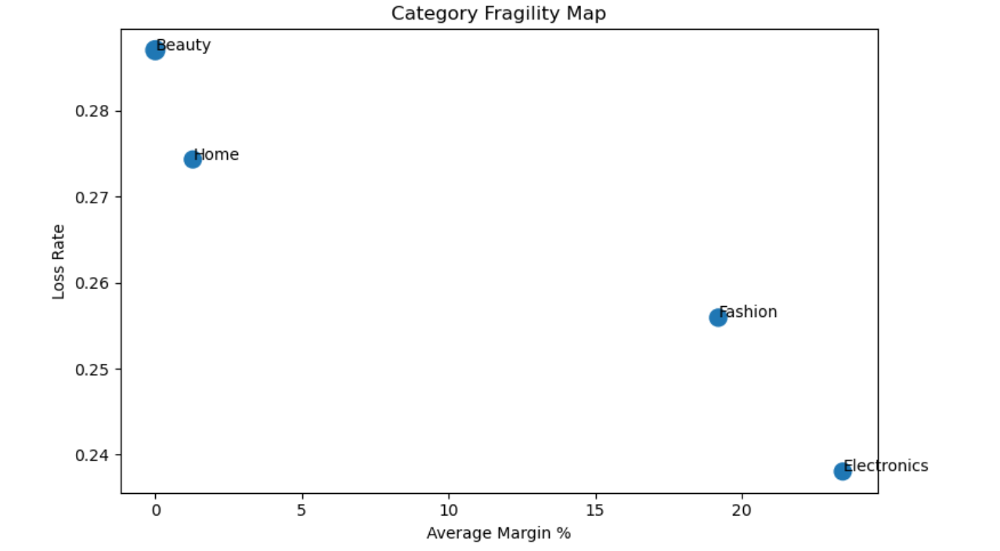 Category Fragility Map
Beauty
0.28
Home
0.27
Loss Rate
0.26
Fashion
0.25
0.24
Electronics
0 5 10 15 20
Average Margin %